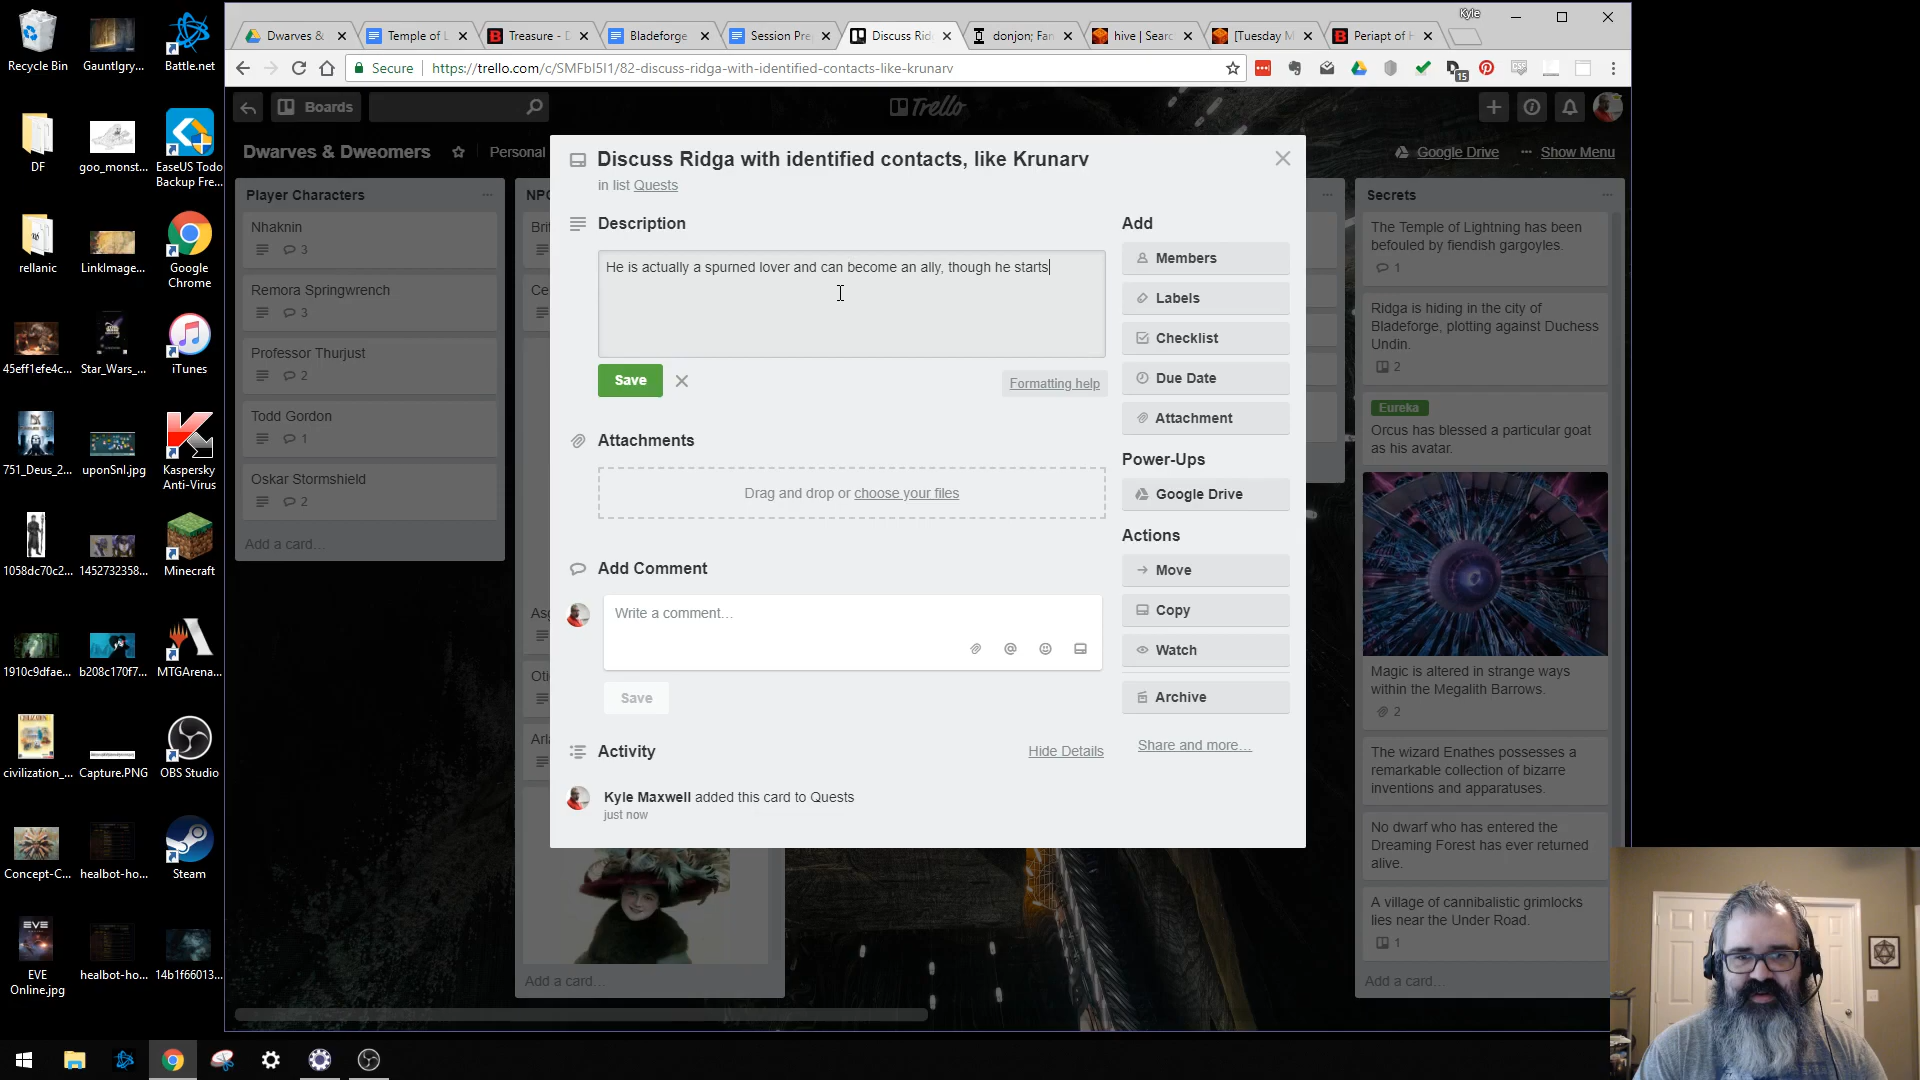 Kyle
Dwarves &
Temple of L
Treasure - D
Bladeforge
Session Pre
Discuss Rid
donjon; Fan
hive | Searc
[Tuesday M
Periapt of H
Secure
https://trello.com/c/SMFbI5I1/82-discuss-ridga-with-identified-contacts-like-krunarv
15
Boards
Trello
Dwarves & Dweomers
Personal
Google Drive
Show Menu
Player Characters
Nhaknin
3
Remora Springwrench
3
Professor Thurjust
2
Todd Gordon
1
Oskar Stormshield
2
Add a card…
NPC
Brit
Ce
Asg
Oti
Arla
Add a card…
Discuss Ridga with identified contacts, like Krunarv
in list Quests
Description
He is actually a spurned lover and can become an ally, though he starts
Save
Formatting help
Attachments
Drag and drop or choose your files
Add Comment
Write a comment…
Save
Activity
Hide Details
Kyle Maxwell added this card to Quests
just now
Add
Members
Labels
Checklist
Due Date
Attachment
Power-Ups
Google Drive
Actions
Move
Copy
Watch
Archive
Share and more…
Secrets
The Temple of Lightning has been
befouled by fiendish gargoyles.
1
Ridga is hiding in the city of
Bladeforge, plotting against Duchess
Undin.
2
Eureka
Orcus has blessed a particular goat
as his avatar.
Magic is altered in strange ways
within the Megalith Barrows.
2
The wizard Enathes possesses a
remarkable collection of bizarre
inventions and apparatuses.
No dwarf who has entered the
Dreaming Forest has ever returned
alive.
A village of cannibalistic grimlocks
lies near the Under Road.
1
Add a card…
Recycle Bin
Gauntlgry...
Battle.net
DF
goo_monst...
EaseUS Todo
Backup Fre...
rellanic
LinkImage...
Google
Chrome
45eff1efe4c...
Star_Wars_...
iTunes
751_Deus_2...
uponSnl.jpg
Kaspersky
Anti-Virus
1058dc70c2...
1452732358...
Minecraft
1910c9dfae...
b208c170f7...
MTGArena...
civilization_...
Capture.PNG
OBS Studio
Concept-C...
healbot-ho...
Steam
EVE
Online.jpg
healbot-ho...
14b1f66013...